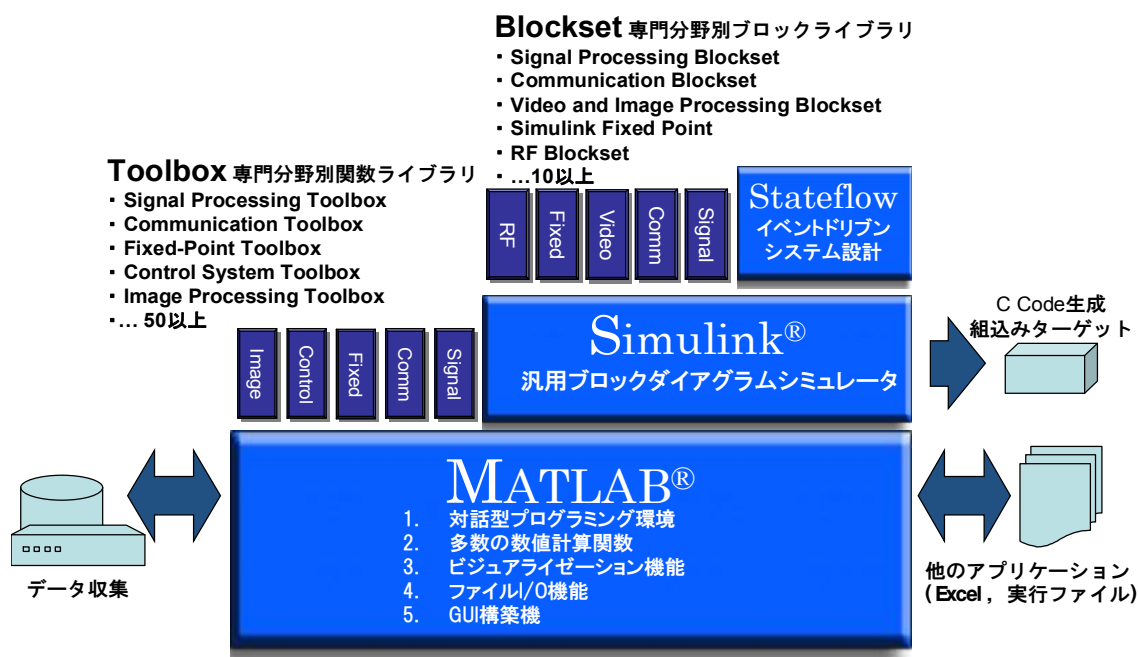 Blockset 専門分野別ブロックライブラリ
・ Signal Processing Blockset
・ Communication Blockset
・ Video and Image Processing Blockset
・ Simulink Fixed Point
・ RF Blockset
・ …10以上
Toolbox 専門分野別関数ライブラリ
・ Signal Processing Toolbox
・ Communication Toolbox
・ Fixed-Point Toolbox
・ Control System Toolbox
・ Image Processing Toolbox
・… 50以上
RF
Fixed
Video
Comm
Signal
Stateflow
イベントドリブン
システム設計
Image
Control
Fixed
Comm
Signal
Simulink®
汎用ブロックダイアグラムシミュレータ
C Code生成
組込みターゲット
MATLAB®
1. 対話型プログラミング環境
2. 多数の数値計算関数
3. ビジュアライゼーション機能
4. ファイルI/O機能
5. GUI構築機
データ収集
他のアプリケーション
(Excel，実行ファイル)